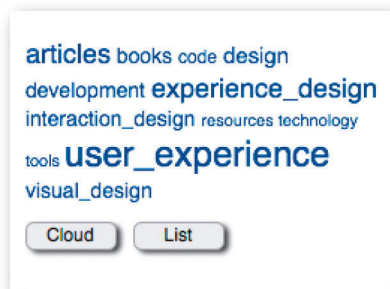 articles books code design
development experience_design
interaction_design resources technology
tools user_experience
visual_design
Cloud List